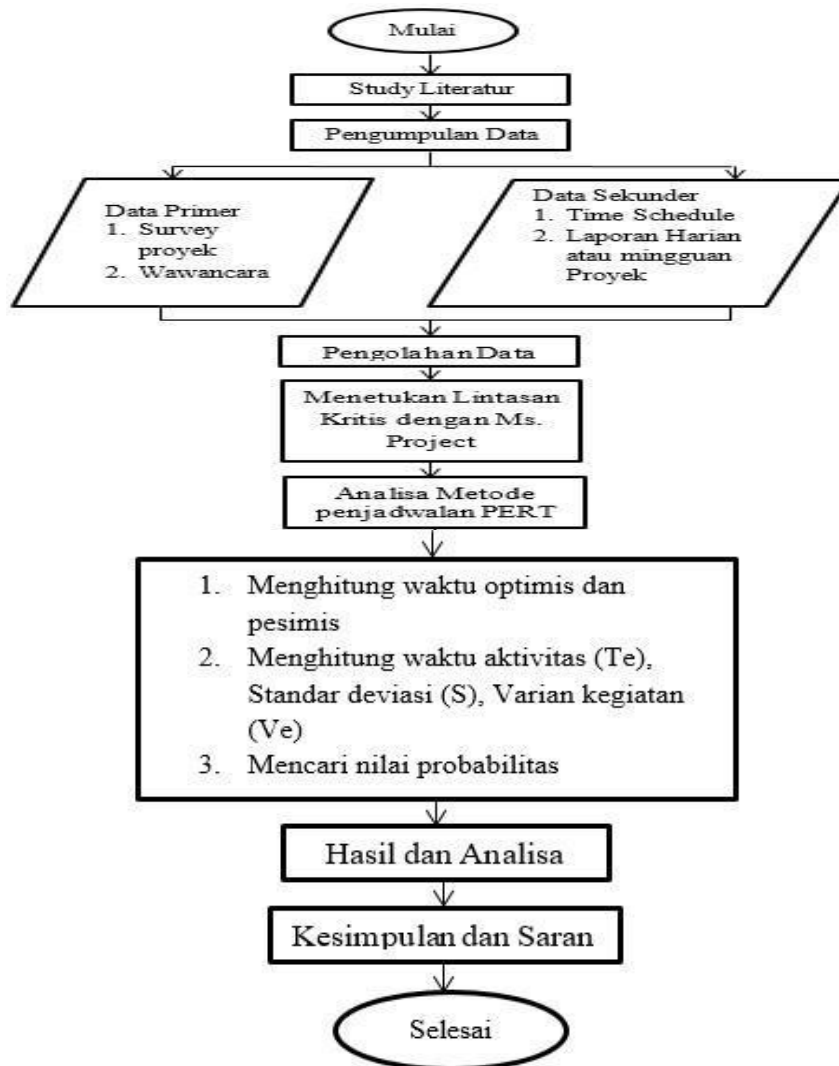 Mulai
Study Literatur
Pengumpulan Data
Data Primer
1. Survey
proyek
2. Wawancara
Data Sekunder
1. Time Schedule
2. Laporan Harian
atau mingguan
Proyek
Pengolahan Data
Menetukan Lintasan
Kritis dengan Ms.
Project
Analisa Metode
penjadwalan PERT
1. Menghitung waktu optimis dan
pesimis
2. Menghitung waktu aktivitas (Te),
Standar deviasi (S), Varian kegiatan
(Ve)
3. Mencari nilai probabilitas
Hasil dan Analisa
Kesimpulan dan Saran
Selesai